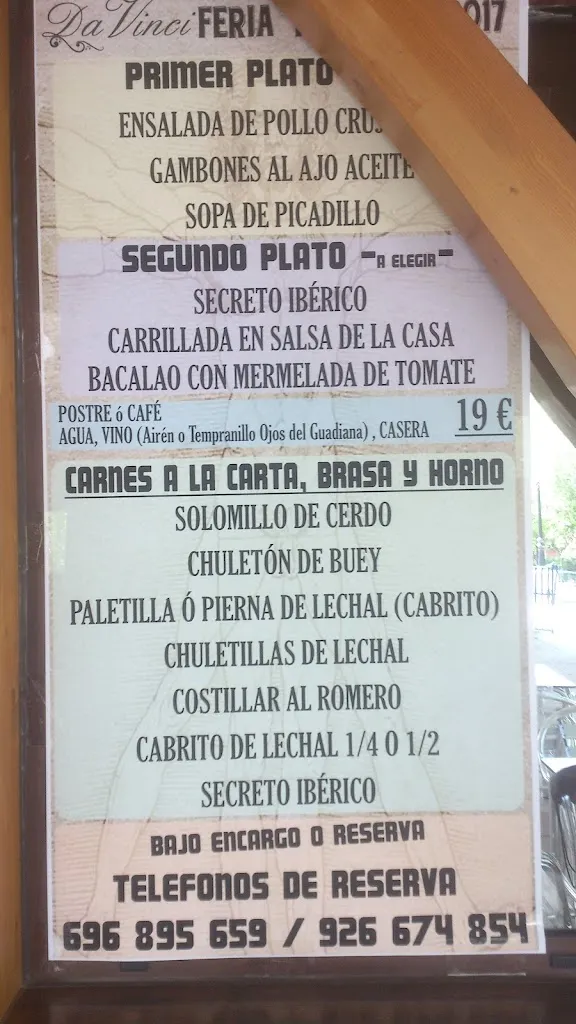 Da Vinci FERIA 2017
PRIMER PLATO
ENSALADA DE POLLO
GAMBONES AL AJO ACEITE
SOPA DE PICADILLO
SEGUNDO PLATO -A ELEGIR-
SECRETO IBÉRICO
CARRILLADA EN SALSA DE LA CASA
BACALAO CON MERMELADA DE TOMATE
POSTRE ó CAFÉ
AGUA, VINO (Airén o Tempranillo Ojos del Guadiana) , CASERA 19 €
CARNES A LA CARTA, BRASA Y HORNO
SOLOMILLO DE CERDO
CHULETÓN DE BUEY
PALETILLA Ó PIERNA DE LECHAL (CABRITO)
CHULETILLAS DE LECHAL
COSTILLAR AL ROMERO
CABRITO DE LECHAL 1/4 O 1/2
SECRETO IBÉRICO
BAJO ENCARGO O RESERVA
TELEFONOS DE RESERVA
696 895 659 / 926 674 854